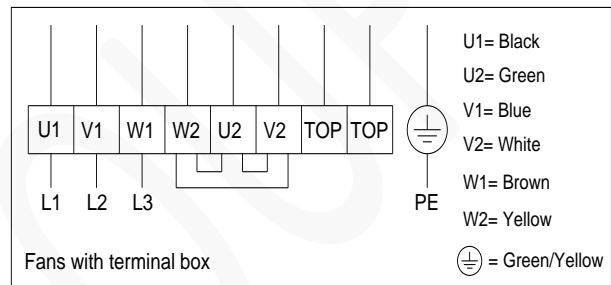 U1= Black
U2= Green
V1= Blue
V2= White
W1= Brown
W2= Yellow
= Green/Yellow
U1 V1 W1 W2 U2 V2 TOP TOP
L1 L2 L3 PE
Fans with terminal box